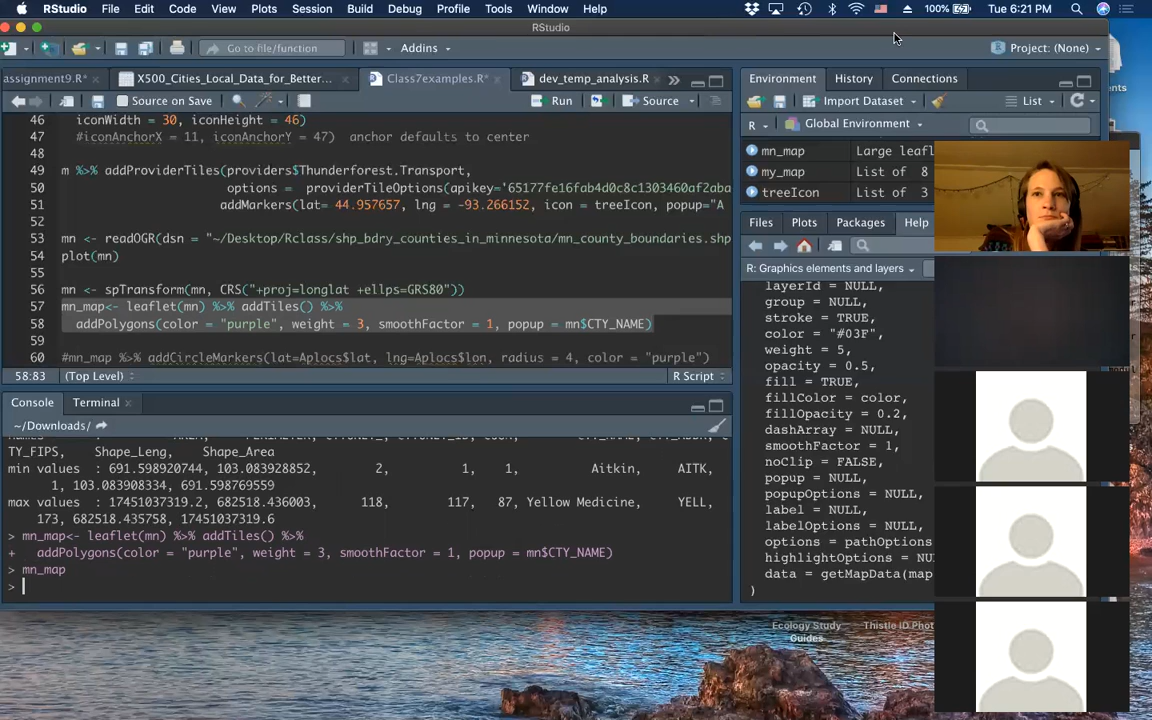 RStudio File Edit Code View Plots Session Build Debug Profile Tools Window Help 100% Tue 6:21 PM
RStudio
Go to file/function Addins Project: (None)
assignment9.R* X500_Cities_Local_Data_for_Better... Class7examples.R* dev_temp_analysis.R
Source on Save Run Source
46 iconWidth = 30, iconHeight = 46)
47 #iconAnchorX = 11, iconAnchorY = 47) anchor defaults to center
48
49 m %>% addProviderTiles(providers$Thunderforest.Transport,
50 options = providerTileOptions(apikey='65177fe16fab4d0c8c1303460af2aba
51 addMarkers(lat= 44.957657, lng = -93.266152, icon = treeIcon, popup="A
52
53 mn <- readOGR(dsn = "~/Desktop/Rclass/shp_bdry_counties_in_minnesota/mn_county_boundaries.shp
54 plot(mn)
55
56 mn <- spTransform(mn, CRS("+proj=longlat +ellps=GRS80"))
57 mn_map<- leaflet(mn) %>% addTiles() %>%
58 addPolygons(color = "purple", weight = 3, smoothFactor = 1, popup = mn$CTY_NAME)
59
60 #mn_map %>% addCircleMarkers(lat=Aplocs$lat, lng=Aplocs$lon, radius = 4, color = "purple")
58:83 (Top Level) R Script
Console Terminal
~/Downloads/
TY_FIPS, Shape_Leng, Shape_Area
min values : 691.598920744, 103.083928852, 2, 1, 1, Aitkin, AITK,
1, 103.083908334, 691.598769559
max values : 17451037319.2, 682518.436003, 118, 117, 87, Yellow Medicine, YELL,
173, 682518.435758, 17451037319.6
> mn_map<- leaflet(mn) %>% addTiles() %>%
+ addPolygons(color = "purple", weight = 3, smoothFactor = 1, popup = mn$CTY_NAME)
> mn_map
>
Environment History Connections
Import Dataset List
R Global Environment
mn_map Large leafl
my_map List of 8
treeIcon List of 3
Files Plots Packages Help
R: Graphics elements and layers
layerId = NULL,
group = NULL,
stroke = TRUE,
color = "#03F",
weight = 5,
opacity = 0.5,
fill = TRUE,
fillColor = color,
fillOpacity = 0.2,
dashArray = NULL,
smoothFactor = 1,
noClip = FALSE,
popup = NULL,
popupOptions = NULL,
label = NULL,
labelOptions = NULL,
options = pathOptions
highlightOptions = NU
data = getMapData(map
)
Ecology Study
Guides
Thistle ID Phot
ents